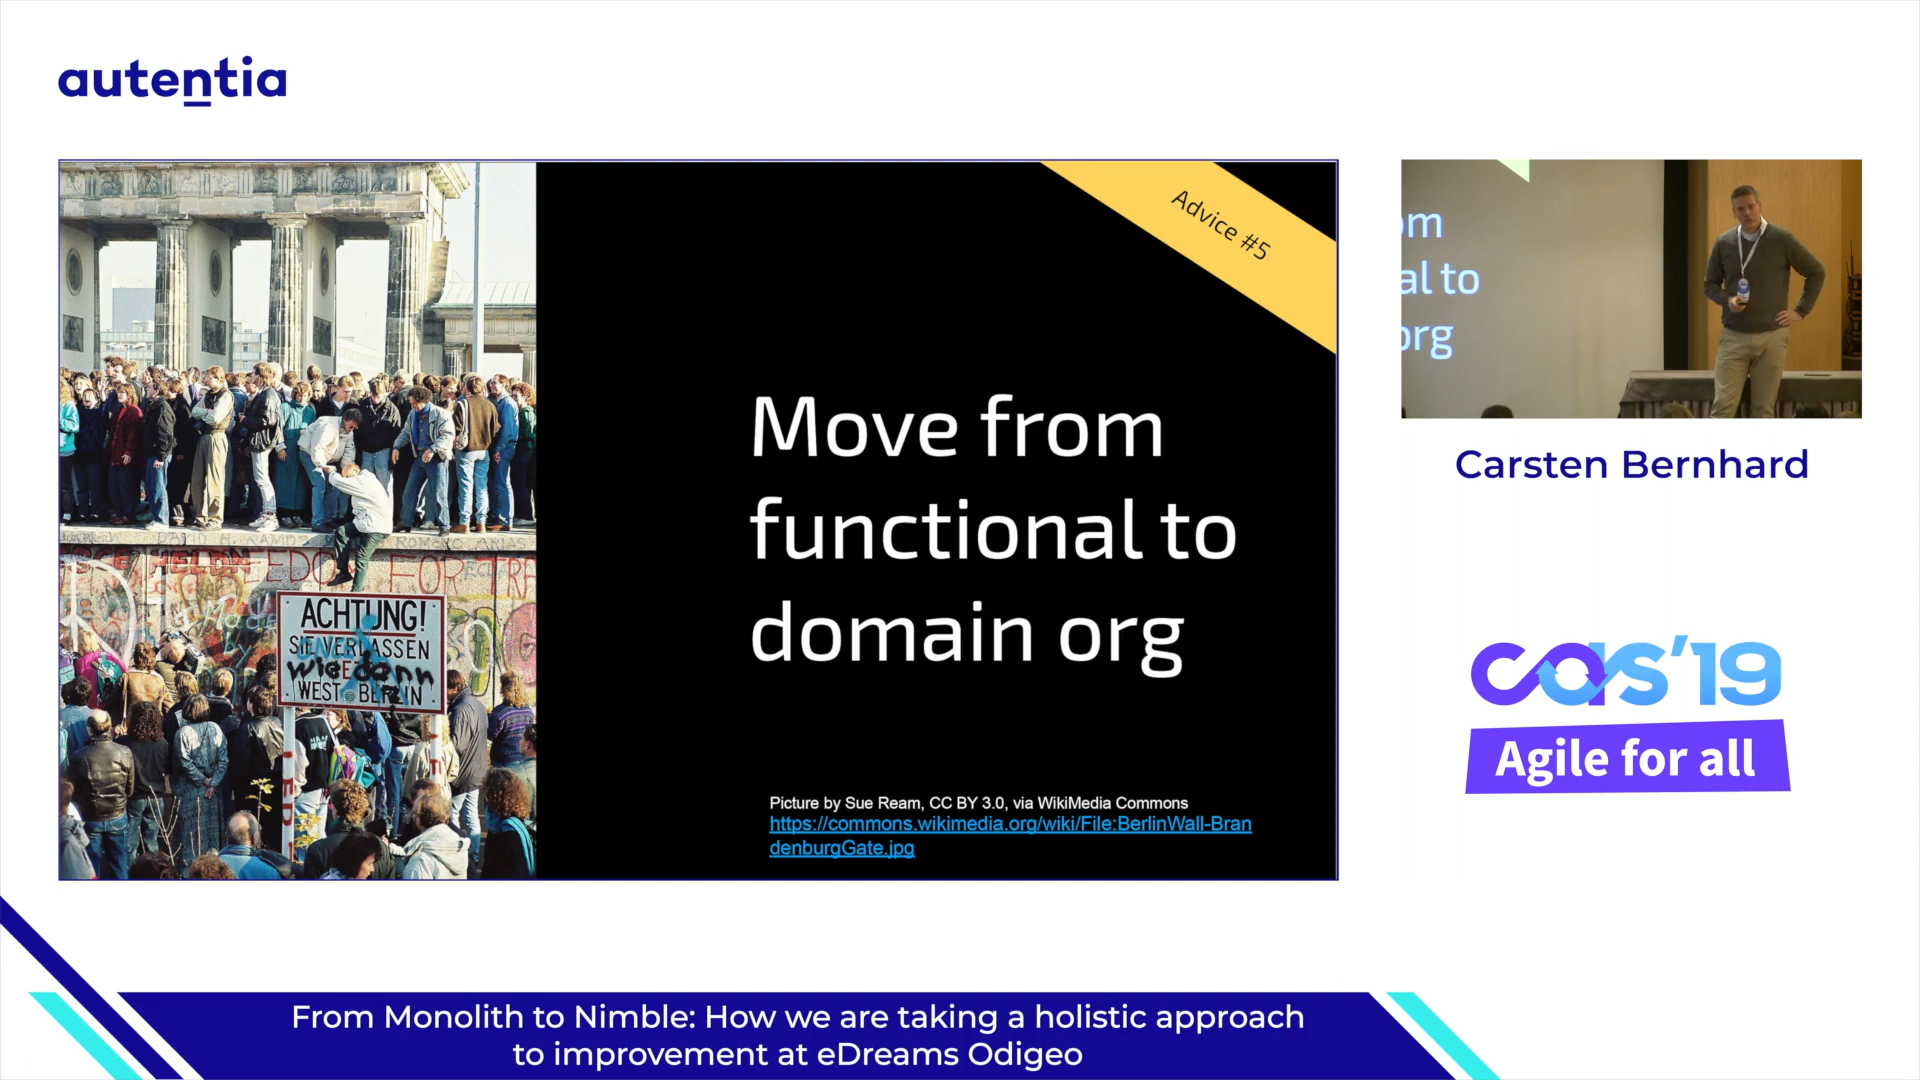 autentia
Advice #5
Move from
functional to
domain org
Picture by Sue Ream, CC BY 3.0, via WikiMedia Commons
https://commons.wikimedia.org/wiki/File:BerlinWall-Bran
denburgGate.jpg
ACHTUNG!
SIE VERLASSEN
wie denn
WEST-BERLIN
om
al to
org
Carsten Bernhard
cas'19
Agile for all
From Monolith to Nimble: How we are taking a holistic approach
to improvement at eDreams Odigeo